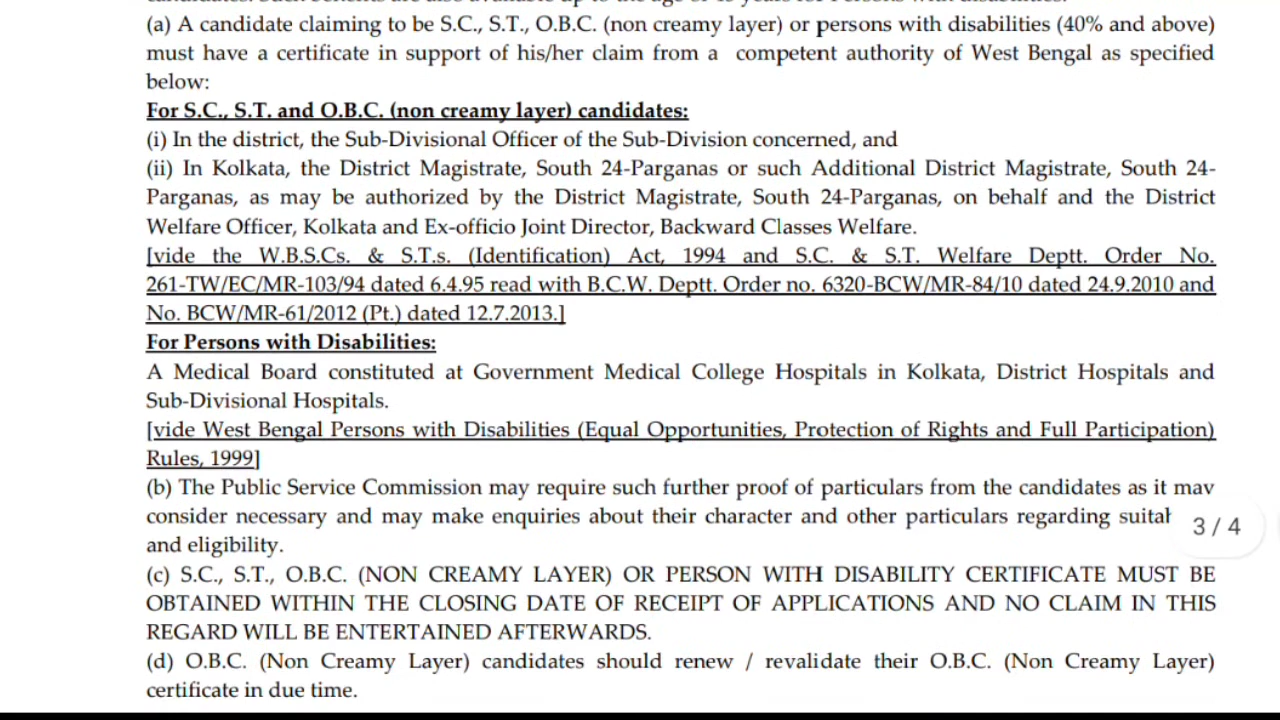 (a) A candidate claiming to be S.C., S.T., O.B.C. (non creamy layer) or persons with disabilities (40% and above)
must have a certificate in support of his/her claim from a competent authority of West Bengal as specified
below:
For S.C., S.T. and O.B.C. (non creamy layer) candidates:
(i) In the district, the Sub-Divisional Officer of the Sub-Division concerned, and
(ii) In Kolkata, the District Magistrate, South 24-Parganas or such Additional District Magistrate, South 24-
Parganas, as may be authorized by the District Magistrate, South 24-Parganas, on behalf and the District
Welfare Officer, Kolkata and Ex-officio Joint Director, Backward Classes Welfare.
[vide the W.B.S.Cs. & S.T.s. (Identification) Act, 1994 and S.C. & S.T. Welfare Deptt. Order No.
261-TW/EC/MR-103/94 dated 6.4.95 read with B.C.W. Deptt. Order no. 6320-BCW/MR-84/10 dated 24.9.2010 and
No. BCW/MR-61/2012 (Pt.) dated 12.7.2013.]
For Persons with Disabilities:
A Medical Board constituted at Government Medical College Hospitals in Kolkata, District Hospitals and
Sub-Divisional Hospitals.
[vide West Bengal Persons with Disabilities (Equal Opportunities, Protection of Rights and Full Participation)
Rules, 1999]
(b) The Public Service Commission may require such further proof of particulars from the candidates as it may
consider necessary and may make enquiries about their character and other particulars regarding
3 / 4
and eligibility.
(c) S.C., S.T., O.B.C. (NON CREAMY LAYER) OR PERSON WITH DISABILITY CERTIFICATE MUST BE
OBTAINED WITHIN THE CLOSING DATE OF RECEIPT OF APPLICATIONS AND NO CLAIM IN THIS
REGARD WILL BE ENTERTAINED AFTERWARDS.
(d) O.B.C. (Non Creamy Layer) candidates should renew / revalidate their O.B.C. (Non Creamy Layer)
certificate in due time.